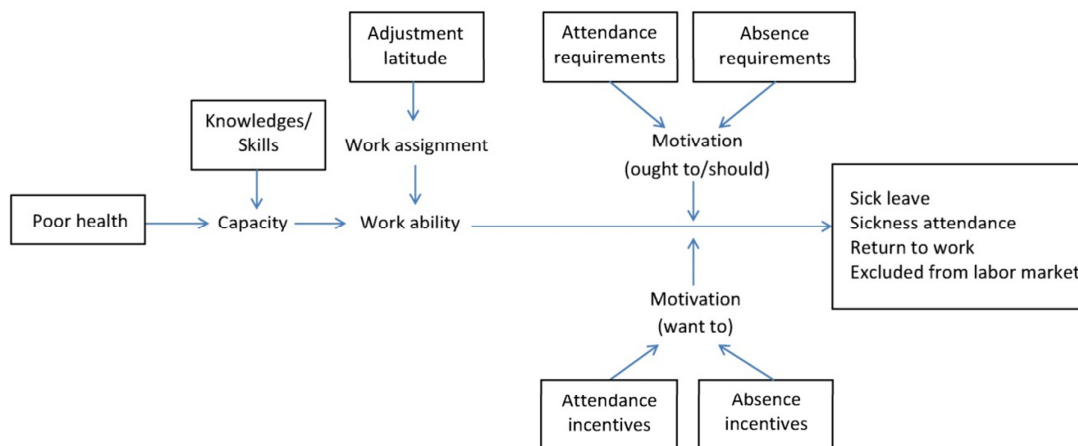 Adjustment
latitude
Attendance
requirements
Absence
requirements
Knowledges/
Skills
Work assignment
Motivation
(ought to/should)
Poor health
Capacity
Work ability
Sick leave
Sickness attendance
Return to work
Excluded from labor market
Motivation
(want to)
Attendance
incentives
Absence
incentives